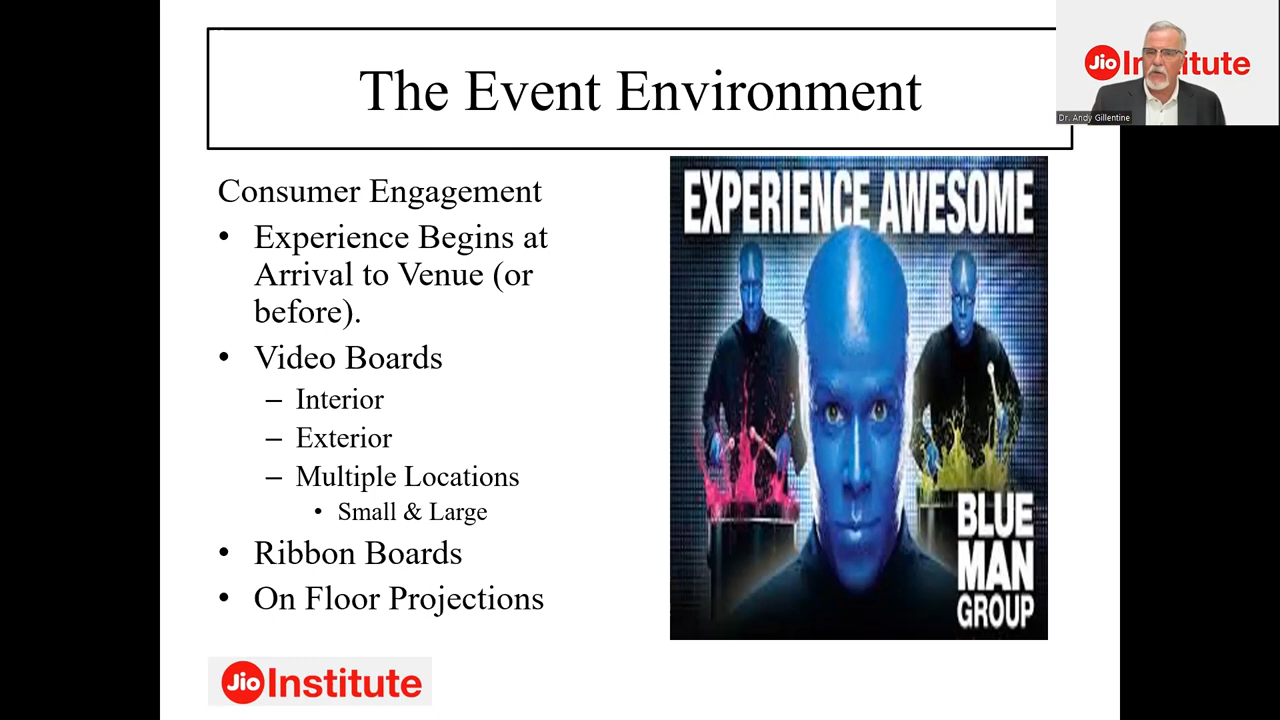 The Event Environment
Jio Institute
Dr. Andy Gillentine
Consumer Engagement
• Experience Begins at
Arrival to Venue (or
before).
• Video Boards
– Interior
– Exterior
– Multiple Locations
• Small & Large
• Ribbon Boards
• On Floor Projections
EXPERIENCE AWESOME
BLUE
MAN
GROUP
Jio Institute